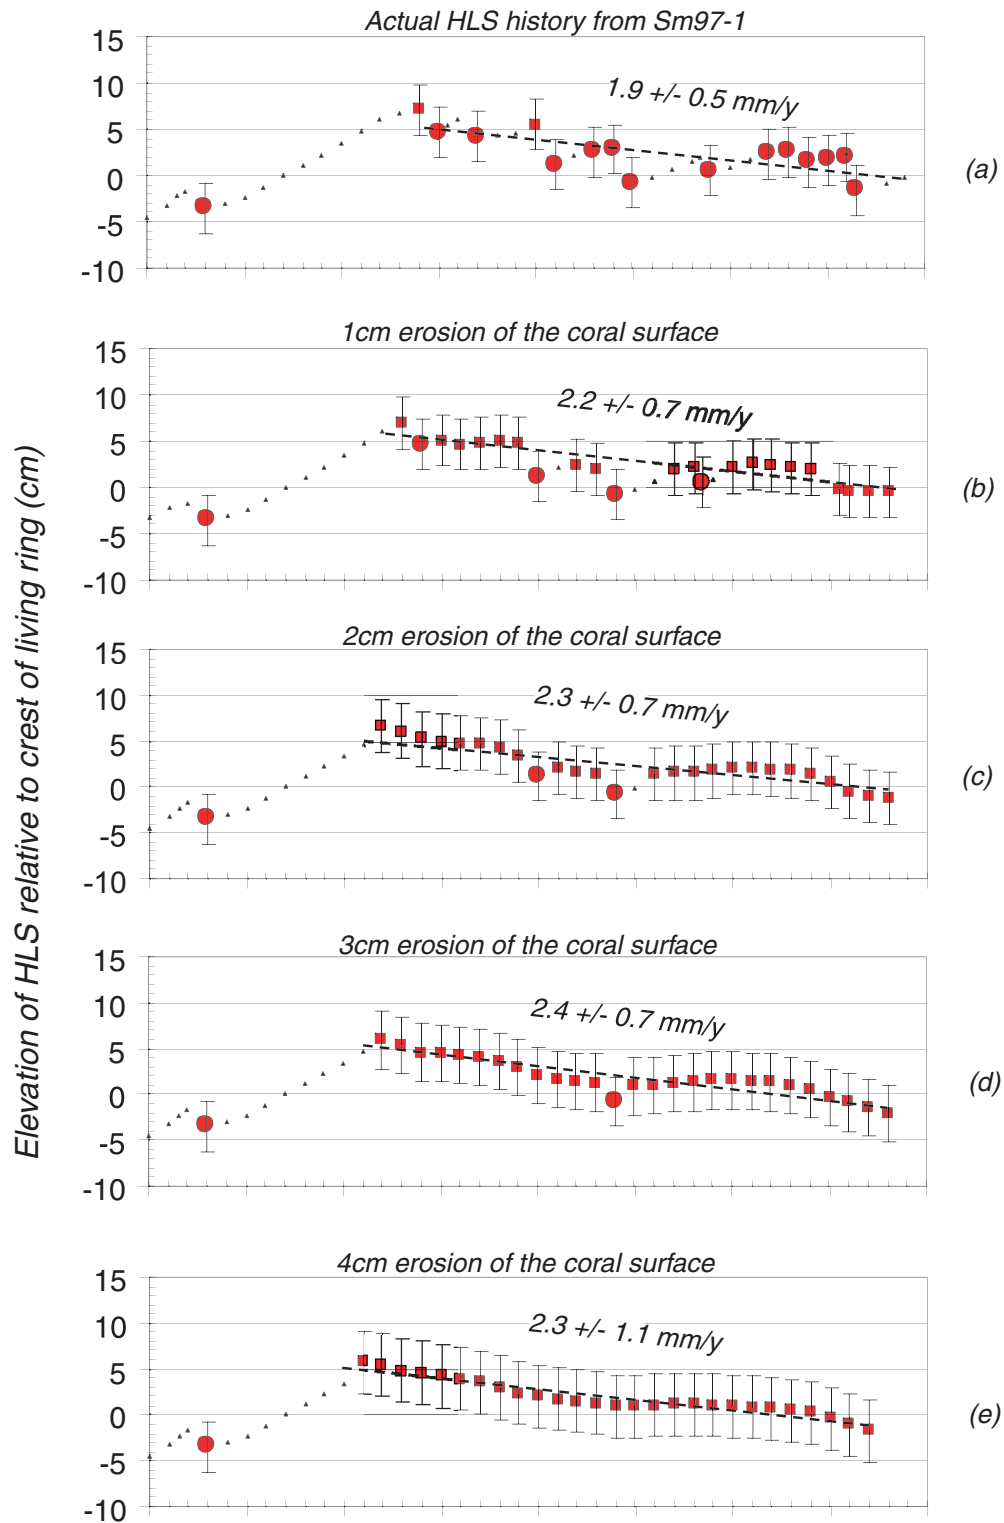 Actual HLS history from Sm97-1
15
10
5
0
-5
-10
1.9 +/- 0.5 mm/y
(a)
1cm erosion of the coral surface
15
10
5
0
-5
-10
2.2 +/- 0.7 mm/y
(b)
Elevation of HLS relative to crest of living ring (cm)
2cm erosion of the coral surface
15
10
5
0
-5
-10
2.3 +/- 0.7 mm/y
(c)
3cm erosion of the coral surface
15
10
5
0
-5
-10
2.4 +/- 0.7 mm/y
(d)
4cm erosion of the coral surface
15
10
5
0
-5
-10
2.3 +/- 1.1 mm/y
(e)